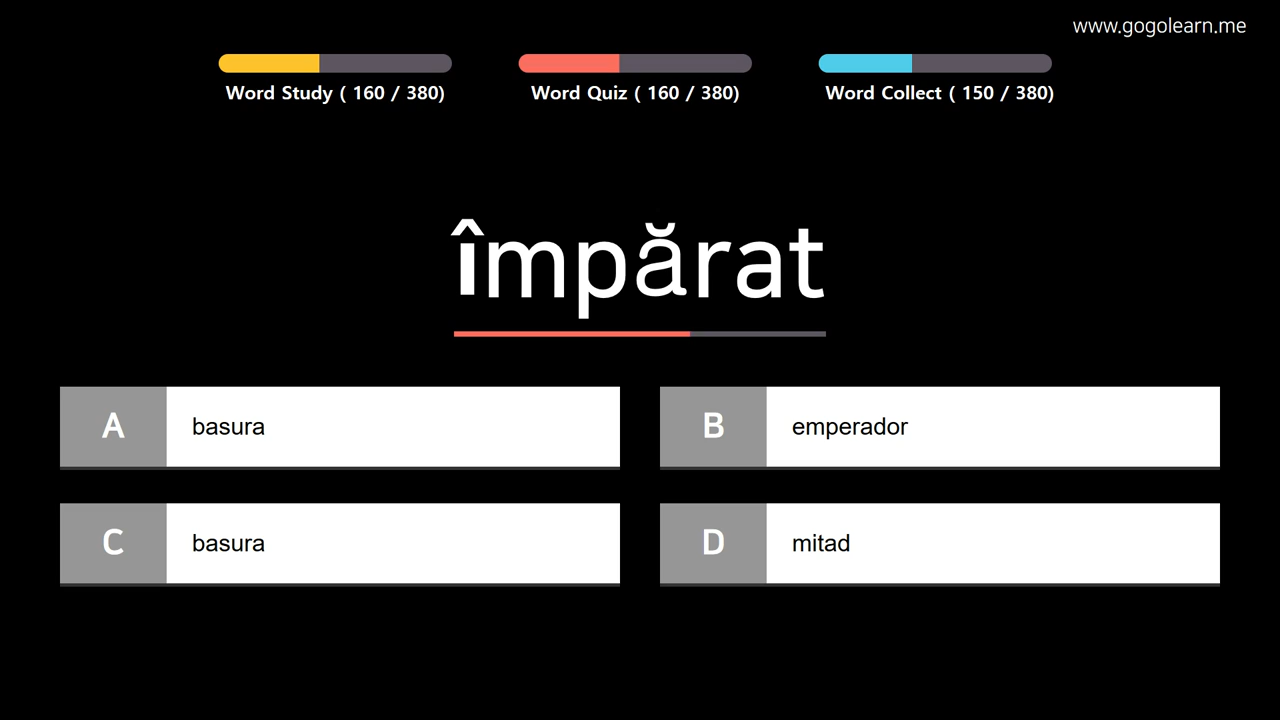 www.gogolearn.me
Word Study ( 160 / 380)
Word Quiz ( 160 / 380)
Word Collect ( 150 / 380)
împărat
A basura
B emperador
C basura
D mitad